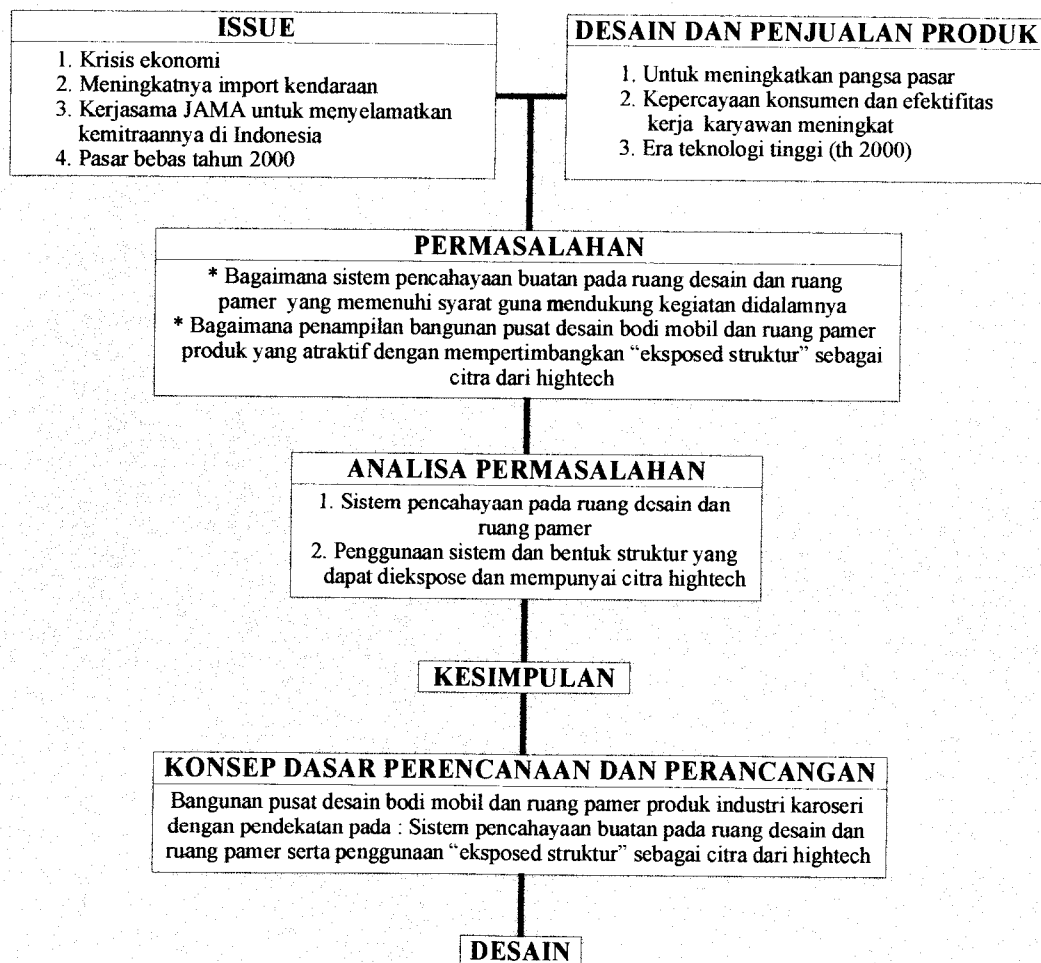 ISSUE
1. Krisis ekonomi
2. Meningkatnya import kendaraan
3. Kerjasama JAMA untuk menyelamatkan
kemitraannya di Indonesia
4. Pasar bebas tahun 2000
DESAIN DAN PENJUALAN PRODUK
1. Untuk meningkatkan pangsa pasar
2. Kepercayaan konsumen dan efektifitas
kerja karyawan meningkat
3. Era teknologi tinggi (th 2000)
PERMASALAHAN
* Bagaimana sistem pencahayaan buatan pada ruang desain dan ruang
pamer yang memenuhi syarat guna mendukung kegiatan didalamnya
* Bagaimana penampilan bangunan pusat desain bodi mobil dan ruang pamer
produk yang atraktif dengan mempertimbangkan “eksposed struktur” sebagai
citra dari hightech
ANALISA PERMASALAHAN
1. Sistem pencahayaan pada ruang desain dan
ruang pamer
2. Penggunaan sistem dan bentuk struktur yang
dapat diekspose dan mempunyai citra hightech
KESIMPULAN
KONSEP DASAR PERENCANAAN DAN PERANCANGAN
Bangunan pusat desain bodi mobil dan ruang pamer produk industri karoseri
dengan pendekatan pada : Sistem pencahayaan buatan pada ruang desain dan
ruang pamer serta penggunaan “eksposed struktur” sebagai citra dari hightech
DESAIN